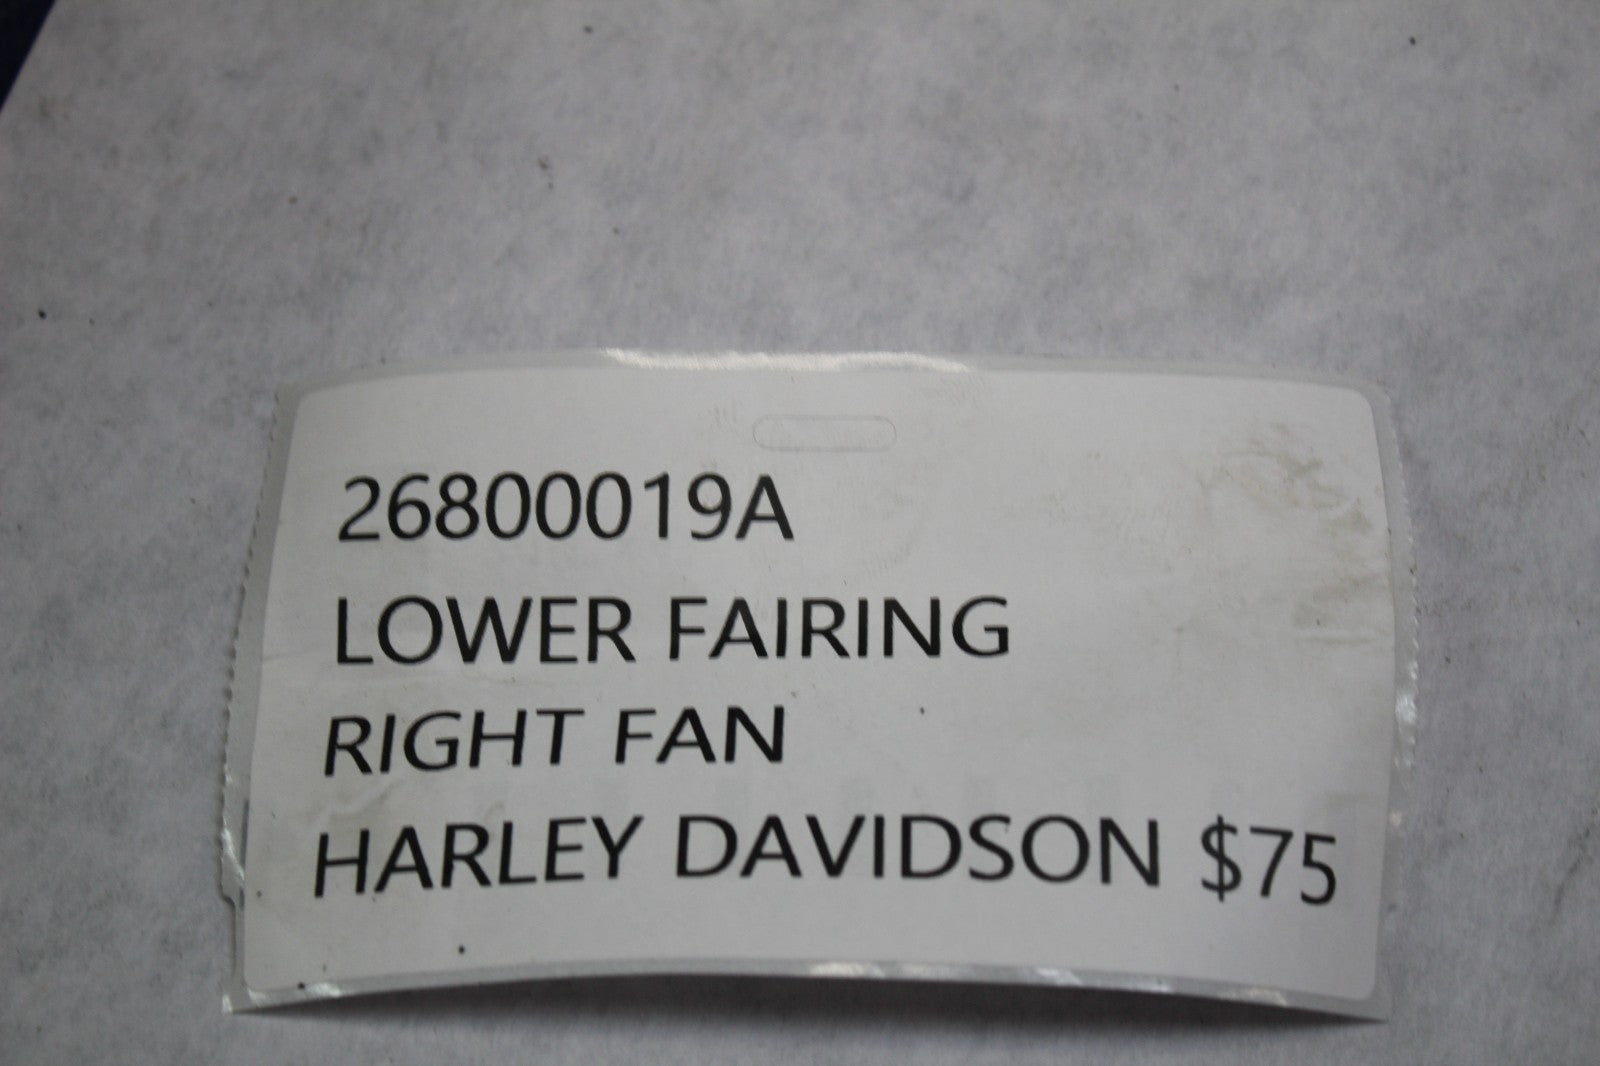 26800019A
LOWER FAIRING
RIGHT FAN
HARLEY DAVIDSON $75